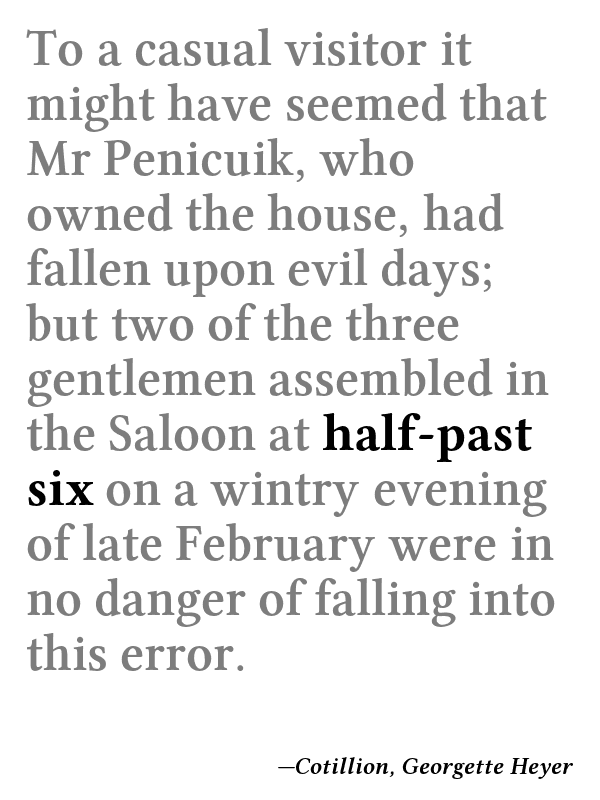 To a casual visitor it
might have seemed that
Mr Penicuik, who
owned the house, had
fallen upon evil days;
but two of the three
gentlemen assembled in
the Saloon at half-past
six on a wintry evening
of late February were in
no danger of falling into
this error.
—Cotillion, Georgette Heyer